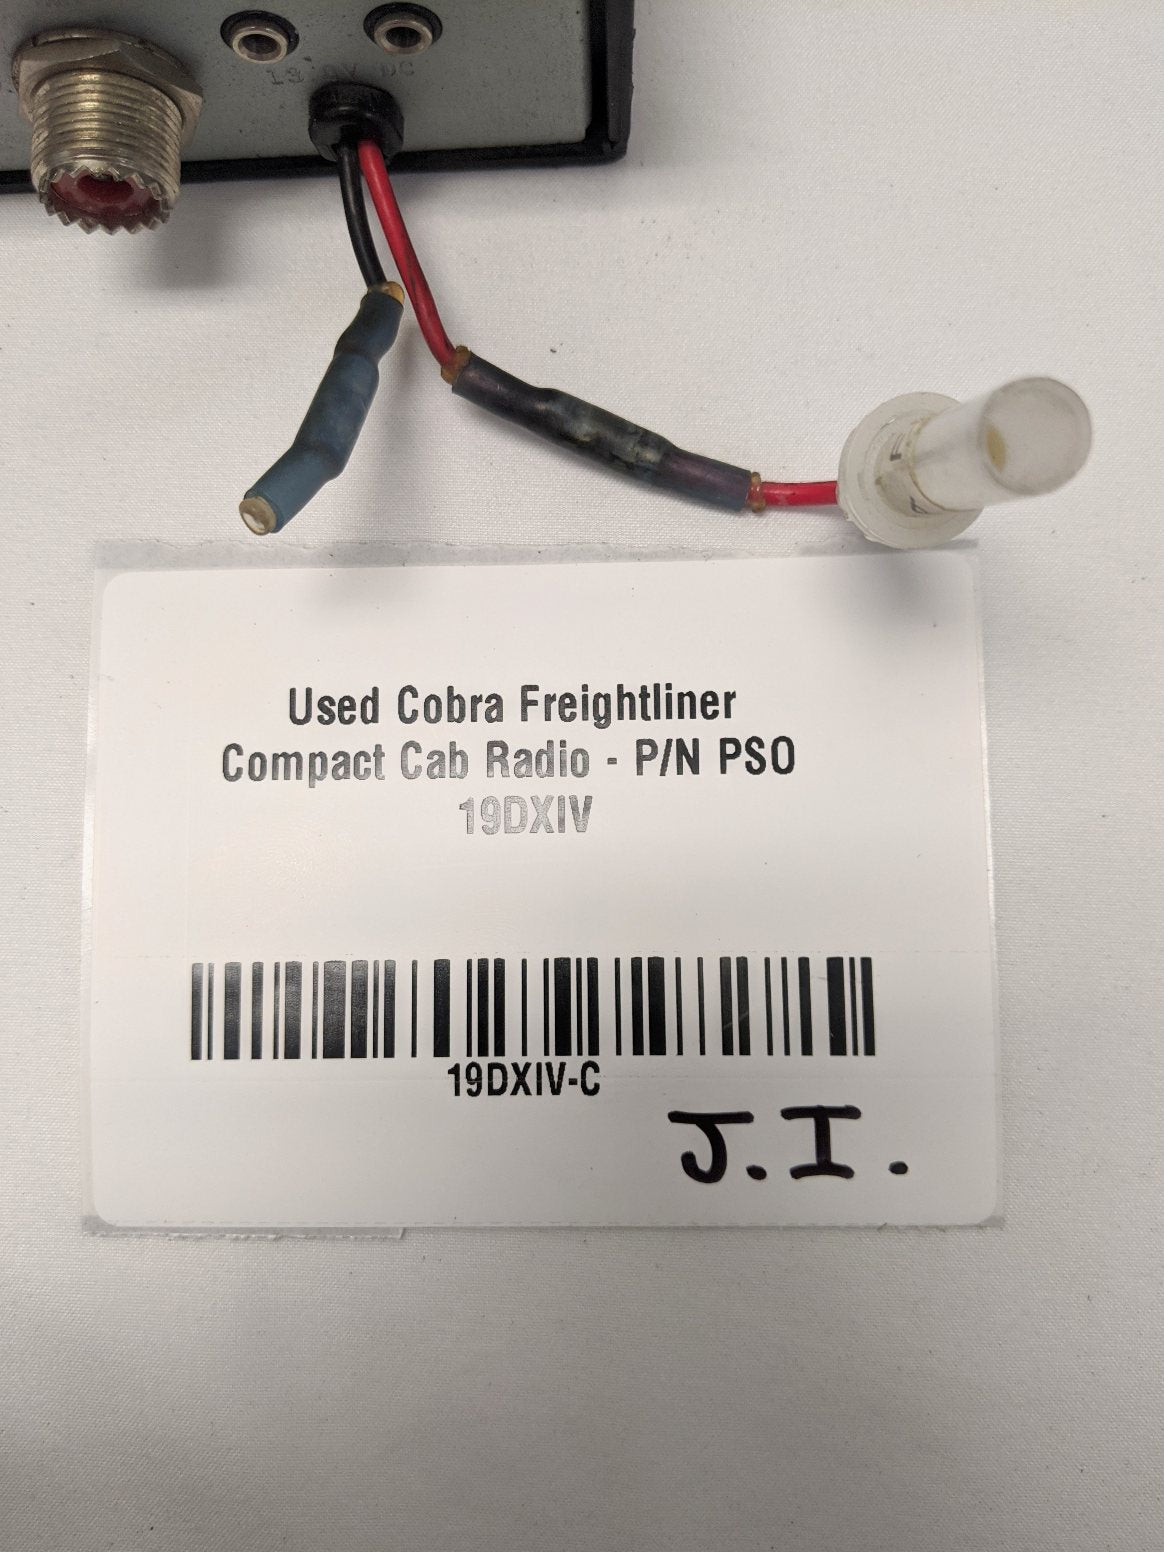 13.8V DC
Used Cobra Freightliner
Compact Cab Radio - P/N PSO
19DXIV
19DXIV-C
J.I.